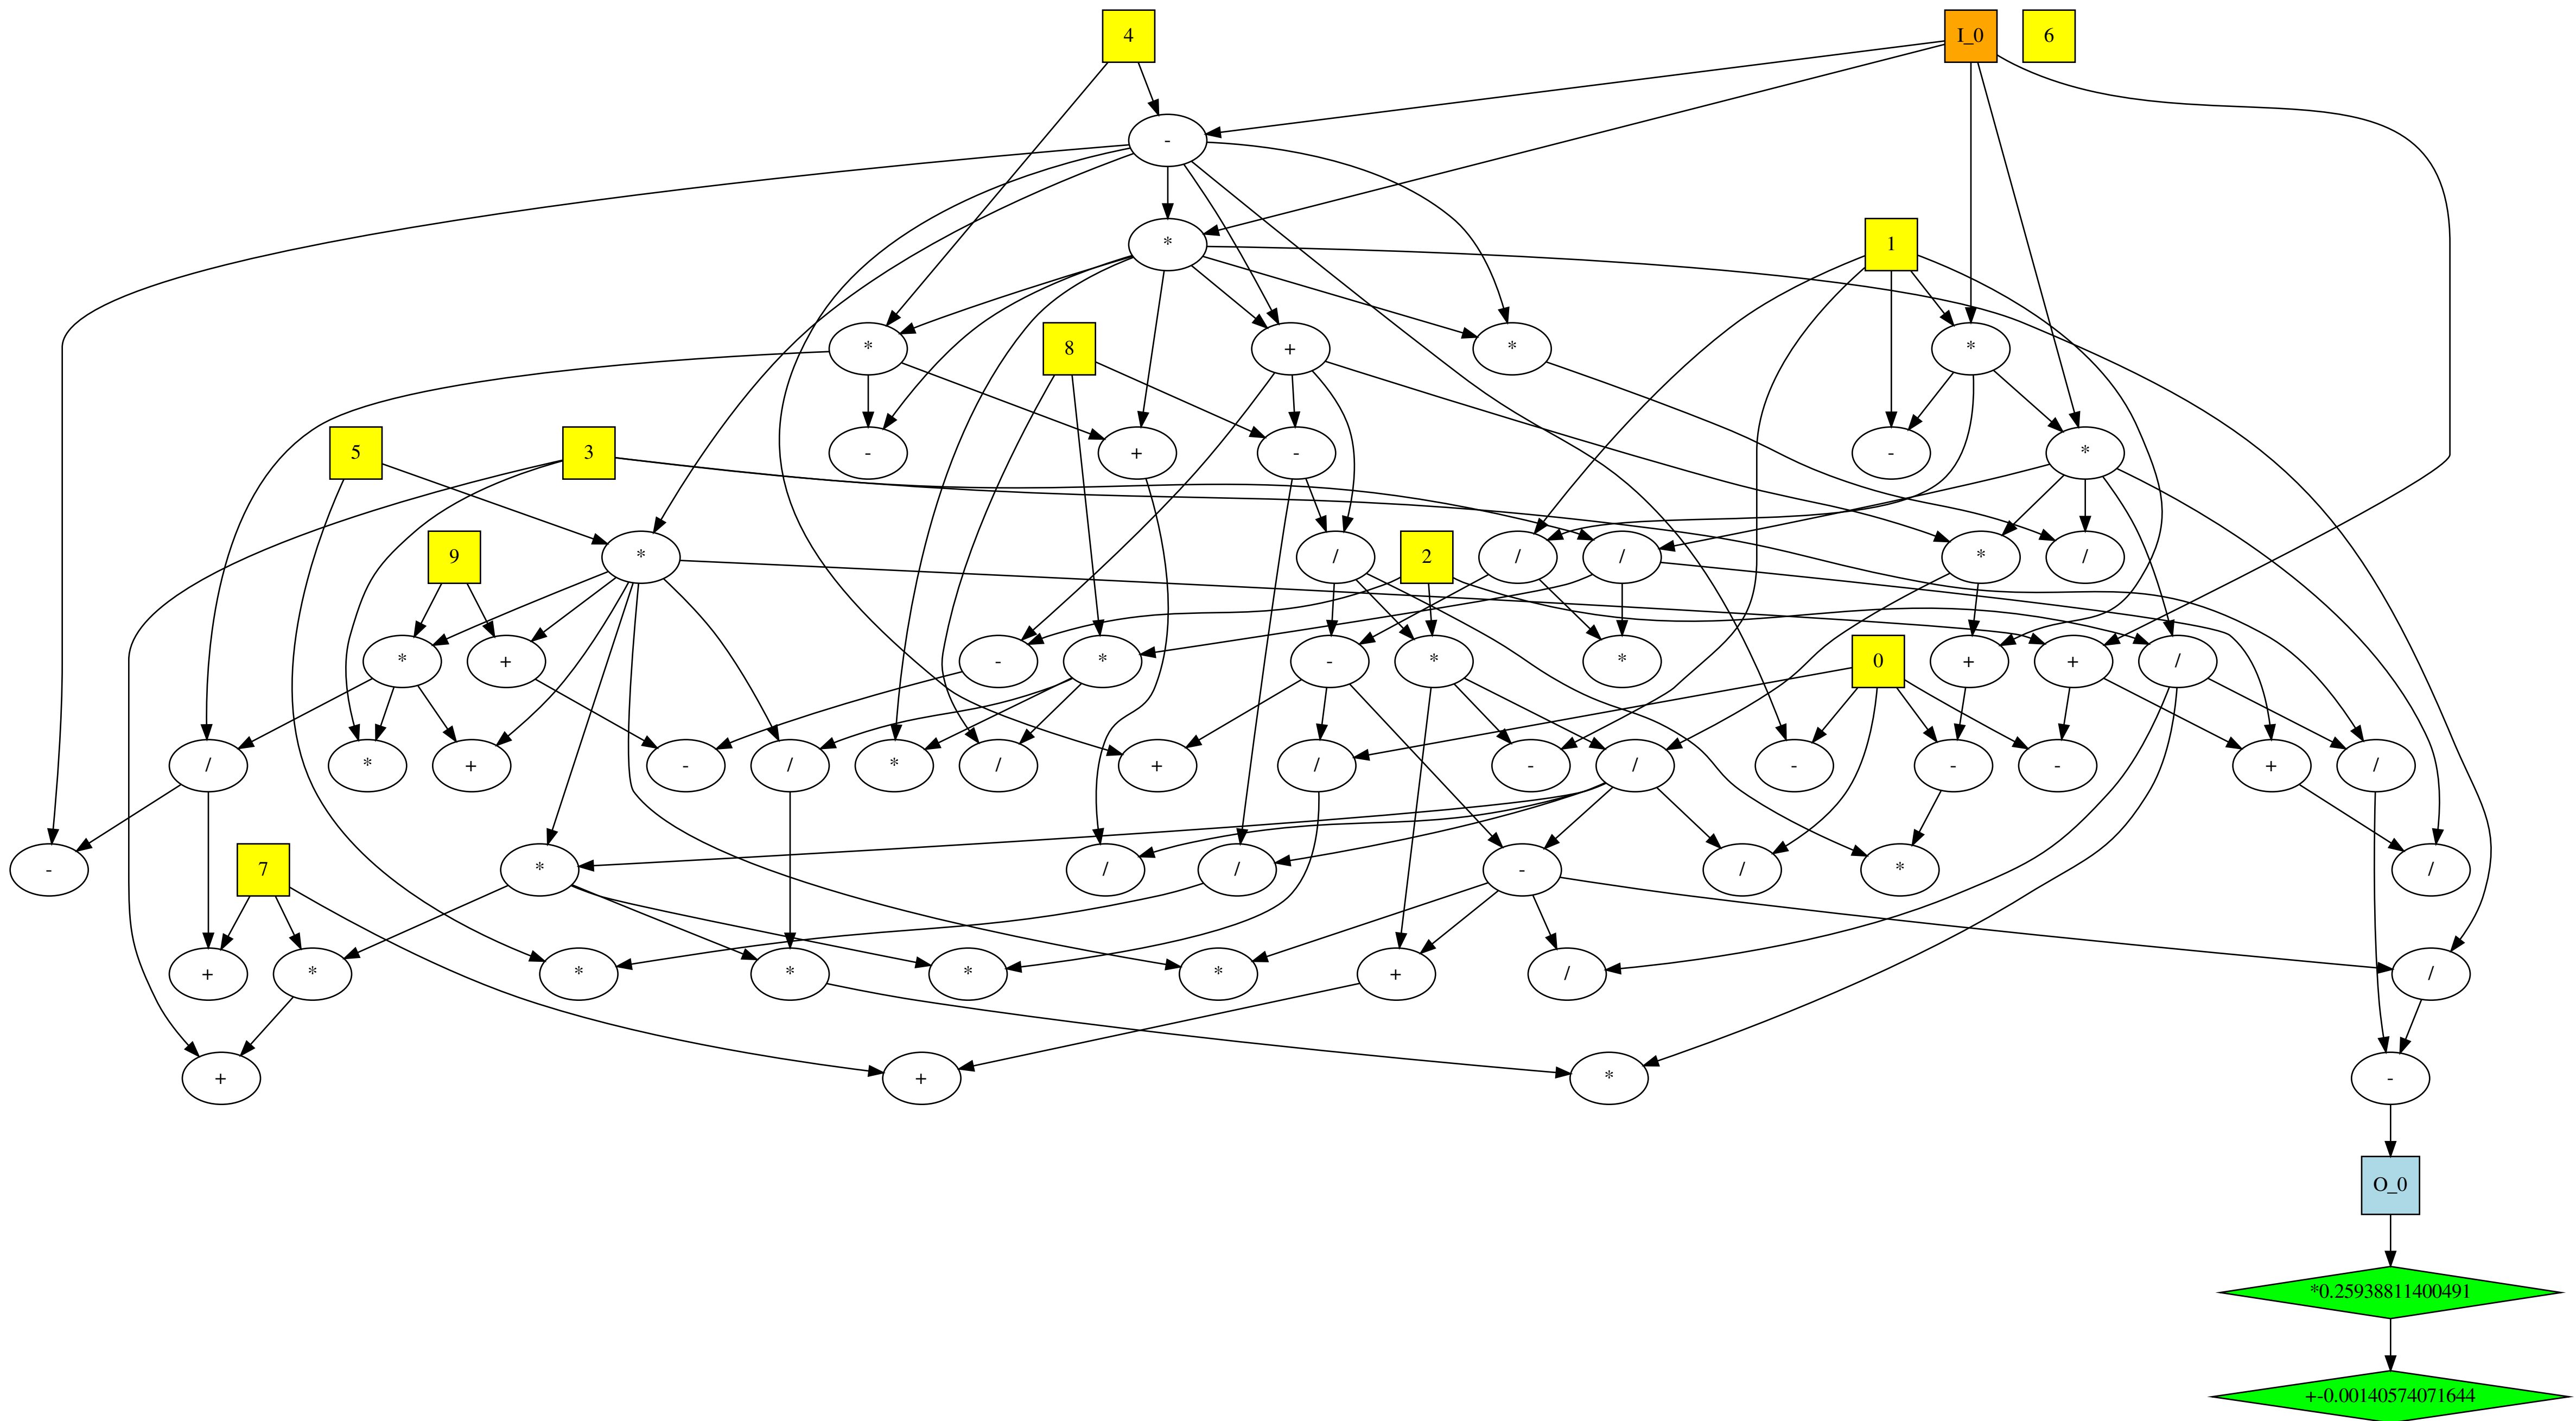 4 I_0 6
-
* 1
* 8 + * *
5 3 - + - - *
9 * / 2 / / * /
* + - * - * * 0 + + /
/ * + - / * / + / - / - - - + /
- 7 * / / - / * /
+ * * * * * + / /
+ + * -
O_0
*0.25938811400491
+-0.00140574071644